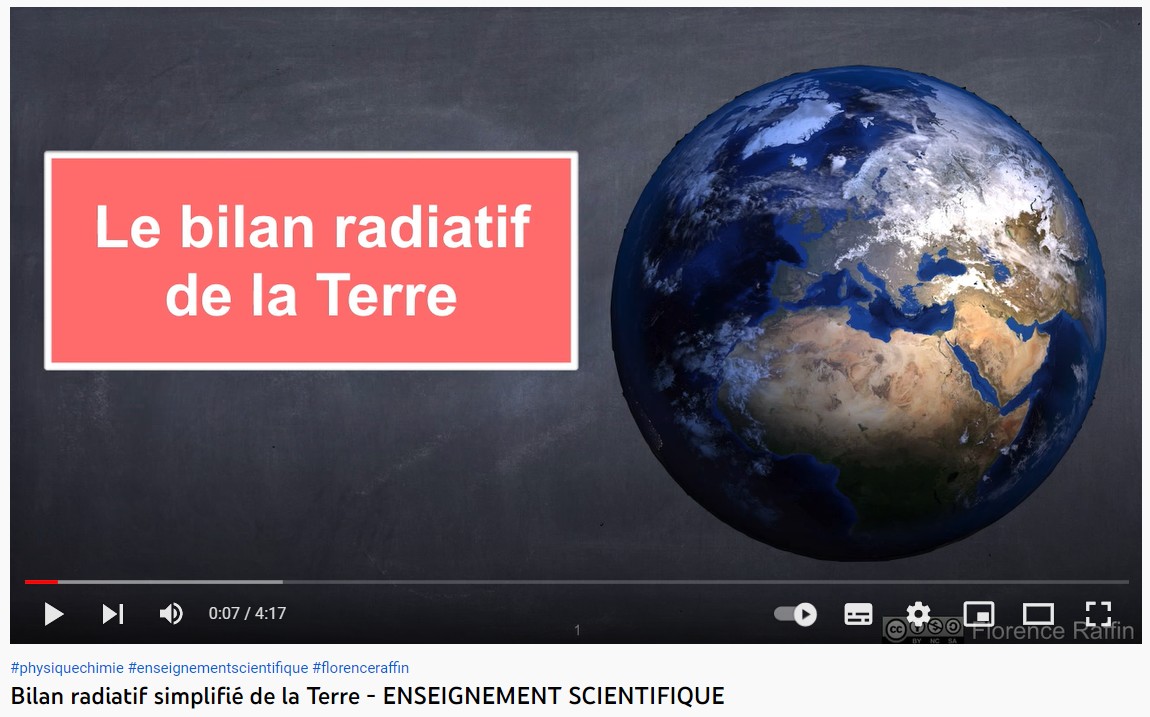 Le bilan radiatif
de la Terre
0:07 / 4:17
1
cc
BY NC SA
Florence Raffin
#physiquechimie #enseignementscientifique #florenceraffin
Bilan radiatif simplifié de la Terre - ENSEIGNEMENT SCIENTIFIQUE